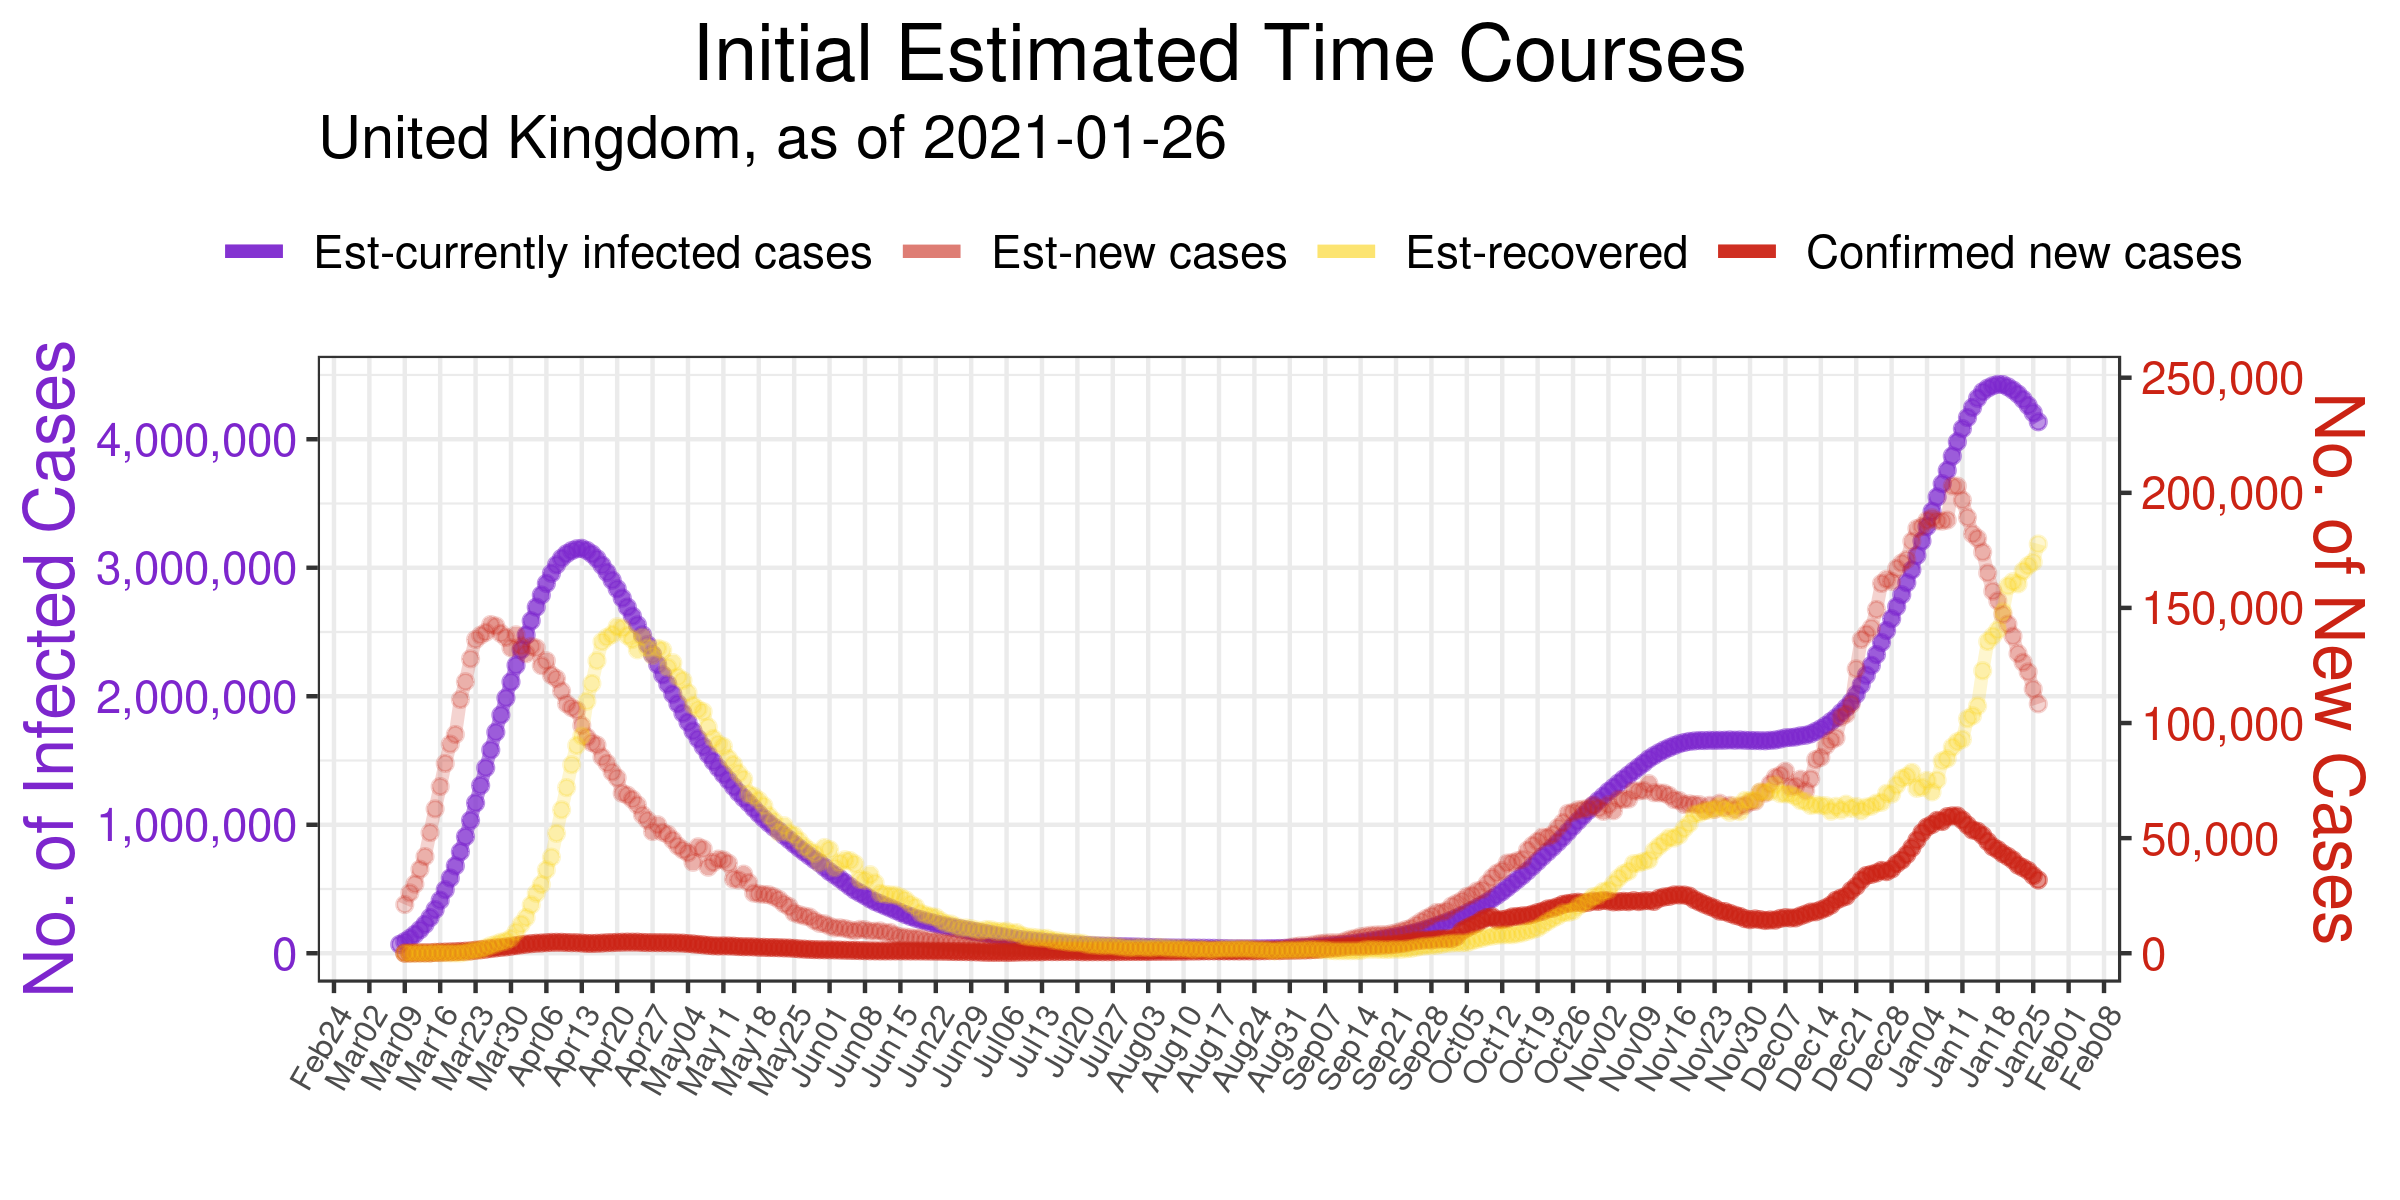 Initial Estimated Time Courses
United Kingdom, as of 2021-01-26
Est-currently infected cases Est-new cases Est-recovered Confirmed new cases
No. of Infected Cases
4,000,000
3,000,000
2,000,000
1,000,000
0
250,000
200,000
150,000
100,000
50,000
0
No. of New Cases
Feb24 Mar02 Mar09 Mar16 Mar23 Mar30 Apr06 Apr13 Apr20 Apr27 May04 May11 May18 May25 Jun01 Jun08 Jun15 Jun22 Jun29 Jul06 Jul13 Jul20 Jul27 Aug03 Aug10 Aug17 Aug24 Aug31 Sep07 Sep14 Sep21 Sep28 Oct05 Oct12 Oct19 Oct26 Nov02 Nov09 Nov16 Nov23 Nov30 Dec07 Dec14 Dec21 Dec28 Jan04 Jan11 Jan18 Jan25 Feb01 Feb08